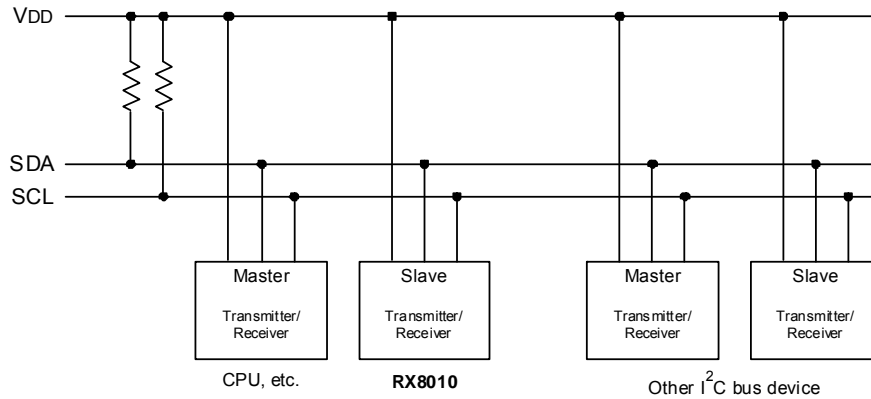 VDD
SDA
SCL
Master
Transmitter/
Receiver
CPU, etc.
Slave
Transmitter/
Receiver
RX8010
Master
Transmitter/
Receiver
Slave
Transmitter/
Receiver
Other I²C bus device